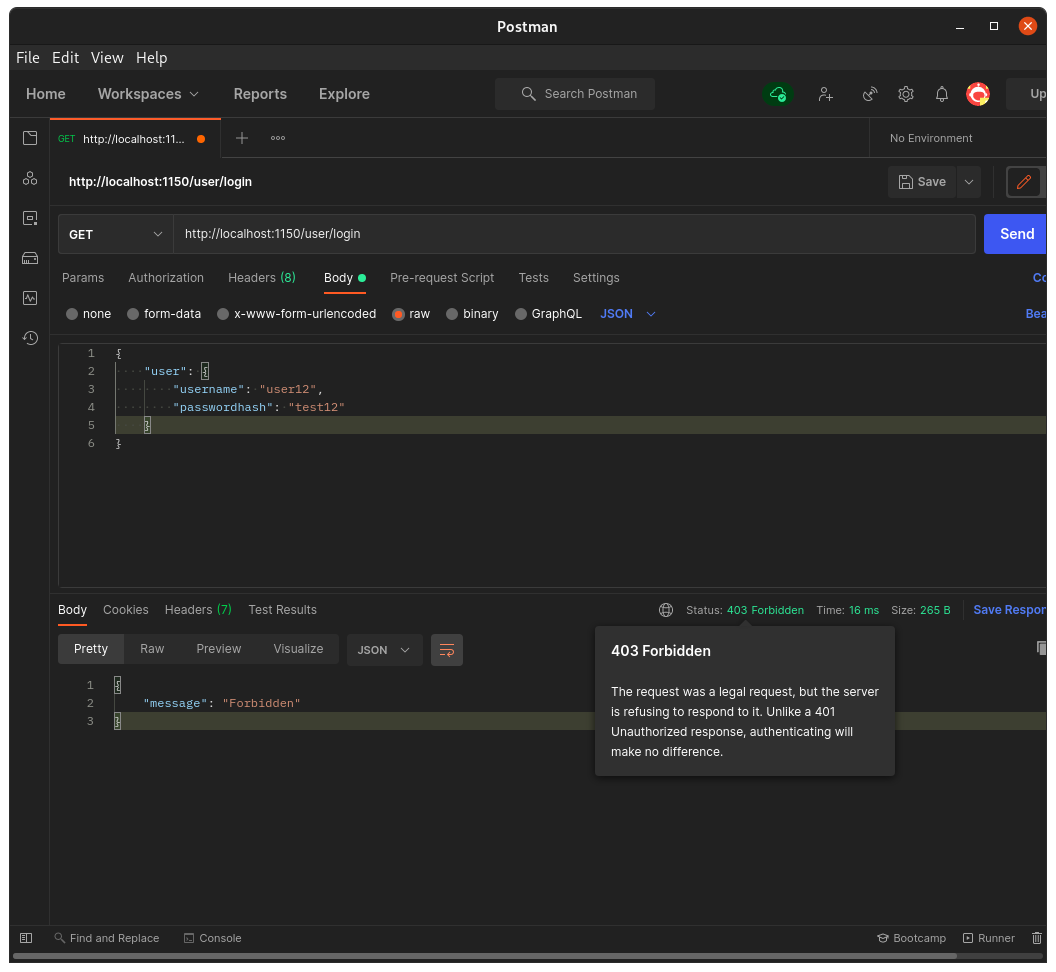 Postman
File Edit View Help
Home Workspaces Reports Explore Search Postman Up
GET http://localhost:11... No Environment
http://localhost:1150/user/login Save
GET http://localhost:1150/user/login Send
Params Authorization Headers (8) Body Pre-request Script Tests Settings Co
none form-data x-www-form-urlencoded raw binary GraphQL JSON Bea
1 {
2 "user": {
3 "username": "user12",
4 "passwordhash": "test12"
5 }
6 }
Body Cookies Headers (7) Test Results Status: 403 Forbidden Time: 16 ms Size: 265 B Save Respor
Pretty Raw Preview Visualize JSON
1 {
2 "message": "Forbidden"
3 }
403 Forbidden
The request was a legal request, but the server
is refusing to respond to it. Unlike a 401
Unauthorized response, authenticating will
make no difference.
Find and Replace Console Bootcamp Runner